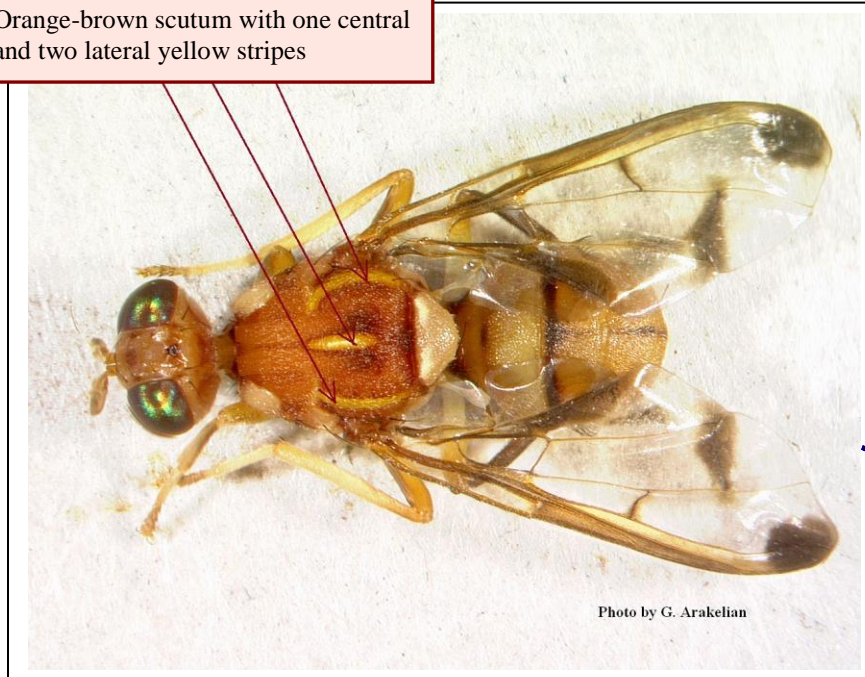 Orange-brown scutum with one central
and two lateral yellow stripes
Photo by G. Arakelian